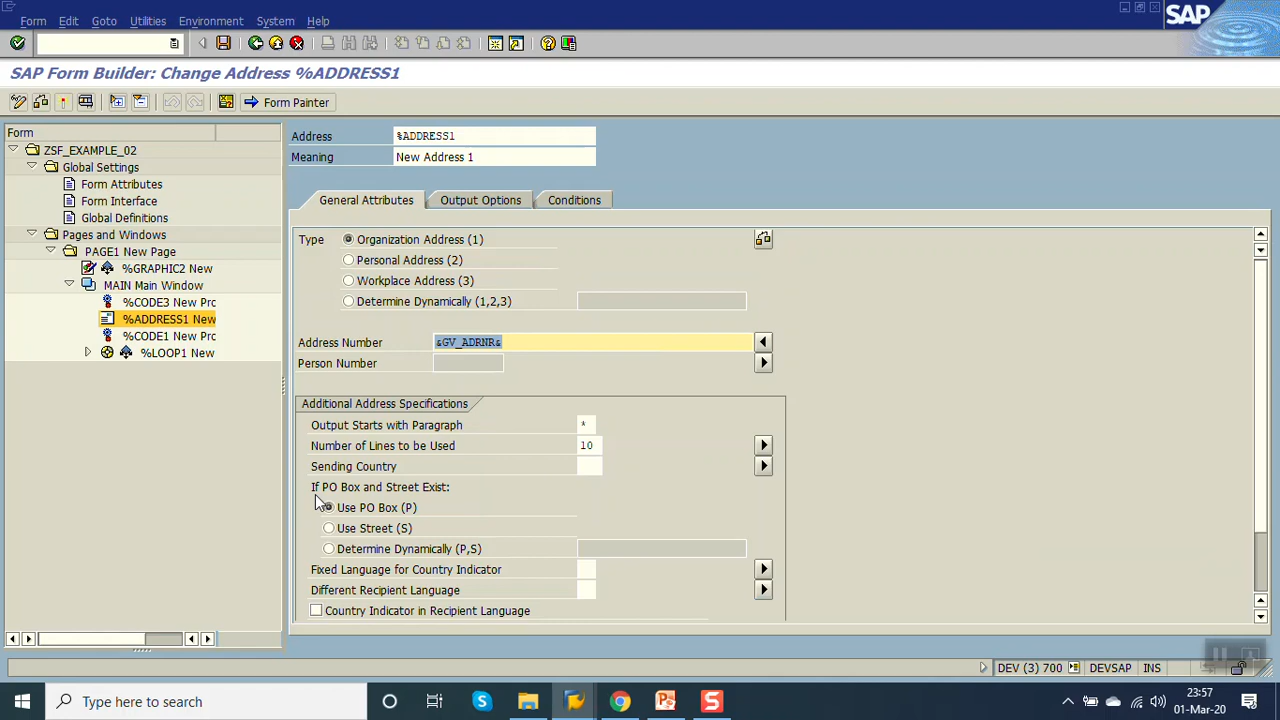 Form Edit Goto Utilities Environment System Help
SAP
SAP Form Builder: Change Address %ADDRESS1
Form Painter
Form
ZSF_EXAMPLE_02
Global Settings
Form Attributes
Form Interface
Global Definitions
Pages and Windows
PAGE1 New Page
%GRAPHIC2 New
MAIN Main Window
%CODE3 New Prc
%ADDRESS1 New
%CODE1 New Prc
%LOOP1 New
Address %ADDRESS1
Meaning New Address 1
General Attributes Output Options Conditions
Type Organization Address (1)
Personal Address (2)
Workplace Address (3)
Determine Dynamically (1,2,3)
Address Number &GV_ADRNR&
Person Number
Additional Address Specifications
Output Starts with Paragraph *
Number of Lines to be Used 10
Sending Country
If PO Box and Street Exist:
Use PO Box (P)
Use Street (S)
Determine Dynamically (P,S)
Fixed Language for Country Indicator
Different Recipient Language
Country Indicator in Recipient Language
DEV (3) 700 DEVSAP INS
Type here to search
23:57
01-Mar-20